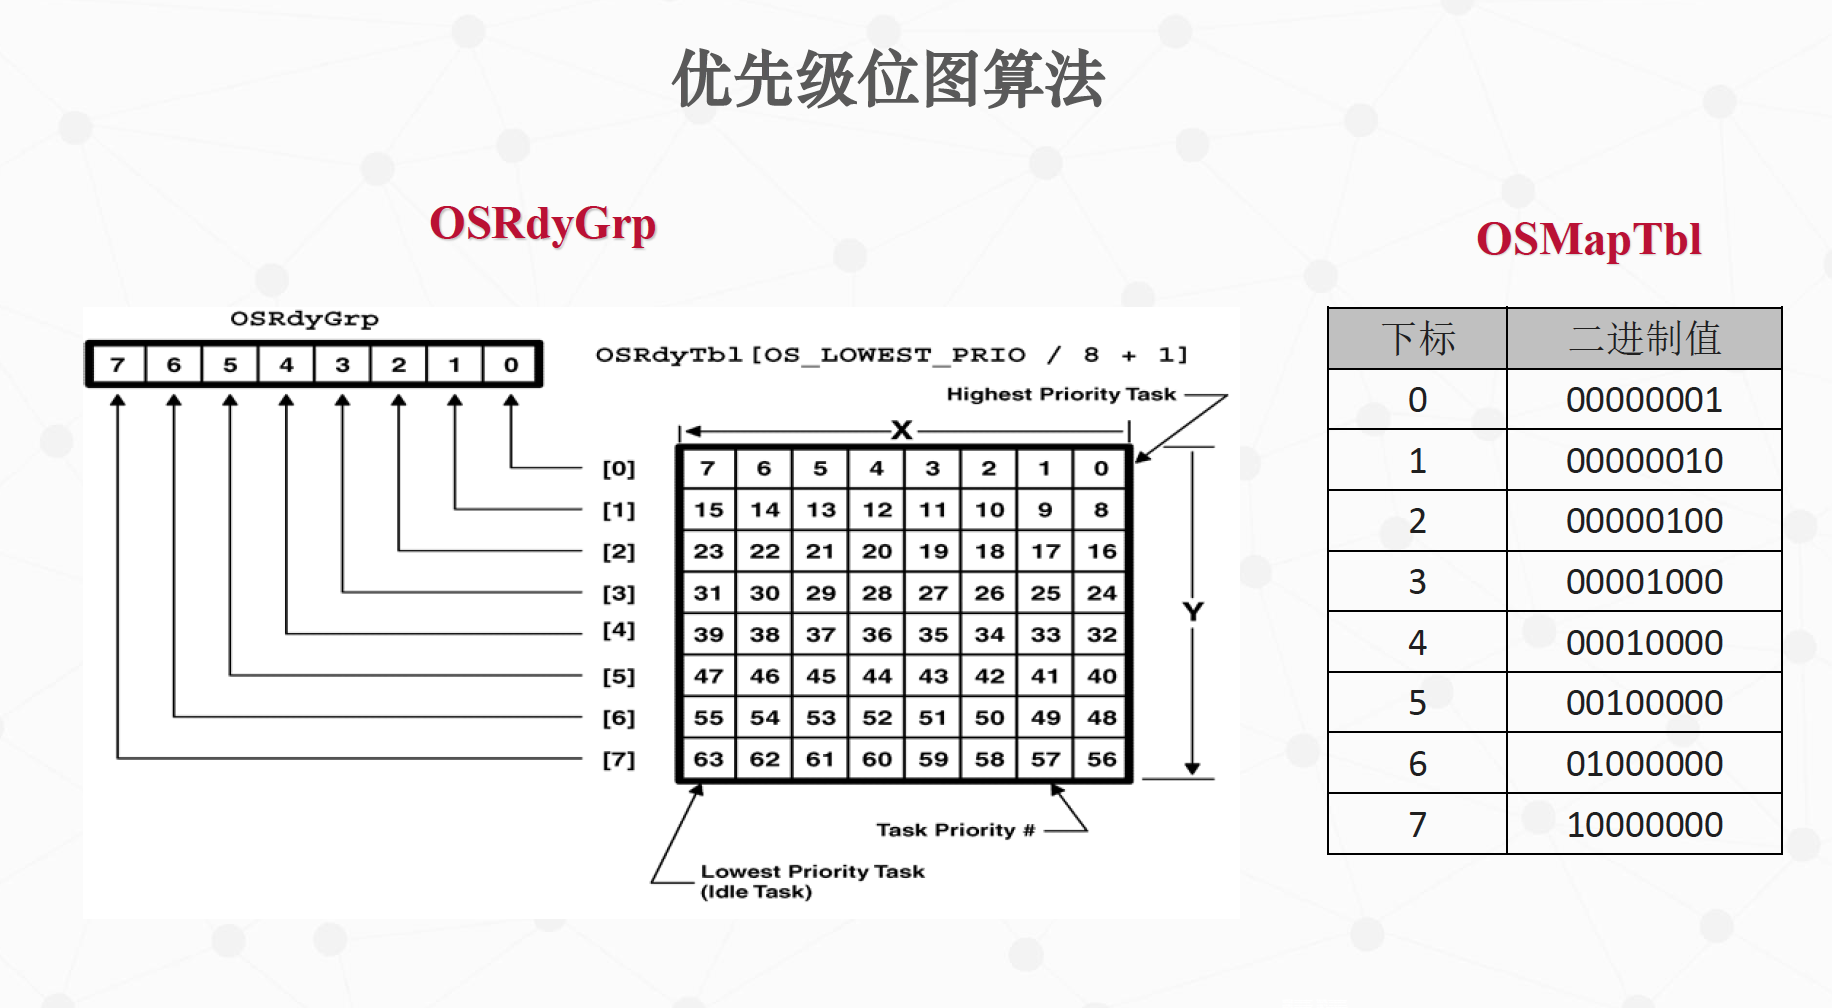 优先级位图算法
OSRdyGrp
OSMapTbl
OSRdyGrp
7 6 5 4 3 2 1 0
OSRdyTbl[OS_LOWEST_PRIO / 8 + 1]
Highest Priority Task
X
[0] 7 6 5 4 3 2 1 0
[1] 15 14 13 12 11 10 9 8
[2] 23 22 21 20 19 18 17 16
[3] 31 30 29 28 27 26 25 24
[4] 39 38 37 36 35 34 33 32
[5] 47 46 45 44 43 42 41 40
[6] 55 54 53 52 51 50 49 48
[7] 63 62 61 60 59 58 57 56
Y
Task Priority #
Lowest Priority Task
(Idle Task)
下标 二进制值
0 00000001
1 00000010
2 00000100
3 00001000
4 00010000
5 00100000
6 01000000
7 10000000